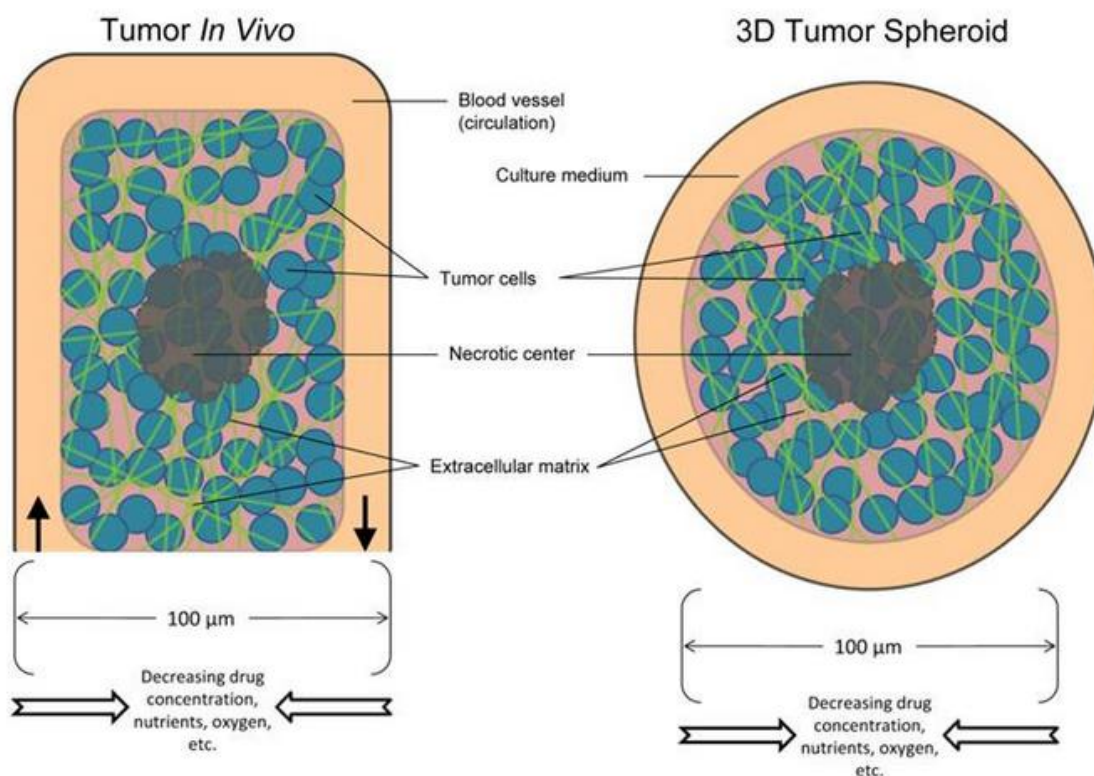 Tumor In Vivo
3D Tumor Spheroid
Blood vessel
(circulation)
Culture medium
Tumor cells
Necrotic center
Extracellular matrix
100 µm
Decreasing drug
concentration,
nutrients, oxygen,
etc.
100 µm
Decreasing drug
concentration,
nutrients, oxygen,
etc.